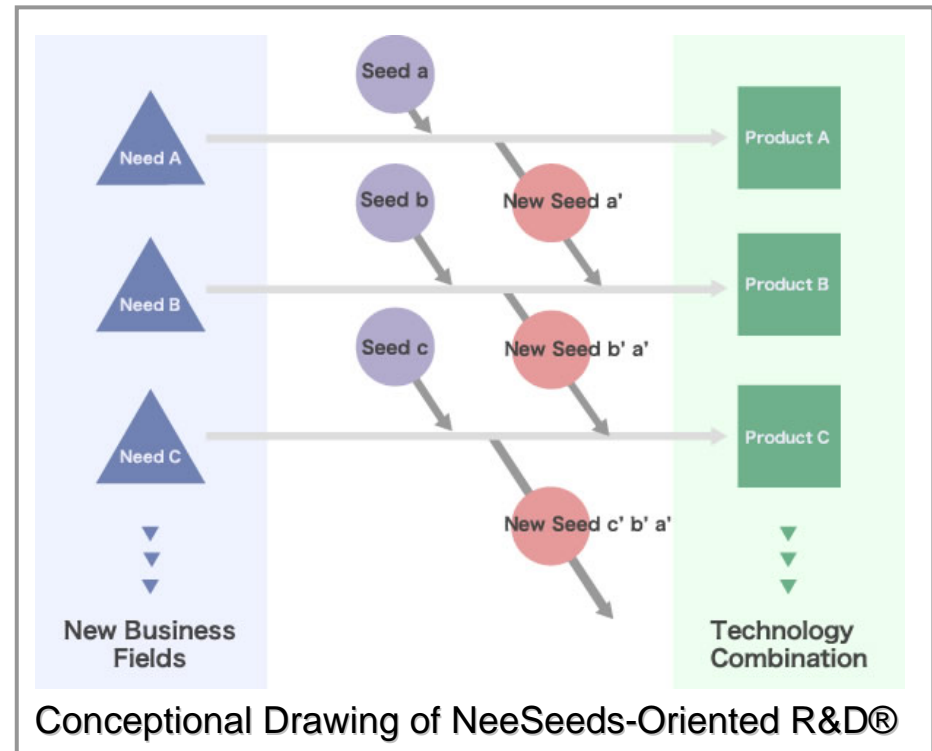 Seed a
Need A
Product A
Seed b
New Seed a'
Need B
Product B
Seed c
New Seed b' a'
Need C
Product C
New Seed c' b' a'
New Business
Fields
Technology
Combination
Conceptual Drawing of NeeSeeds-Oriented R&D®